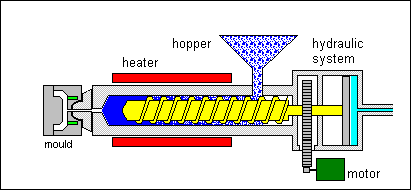 hopper
hydraulic
system
heater
mould
motor